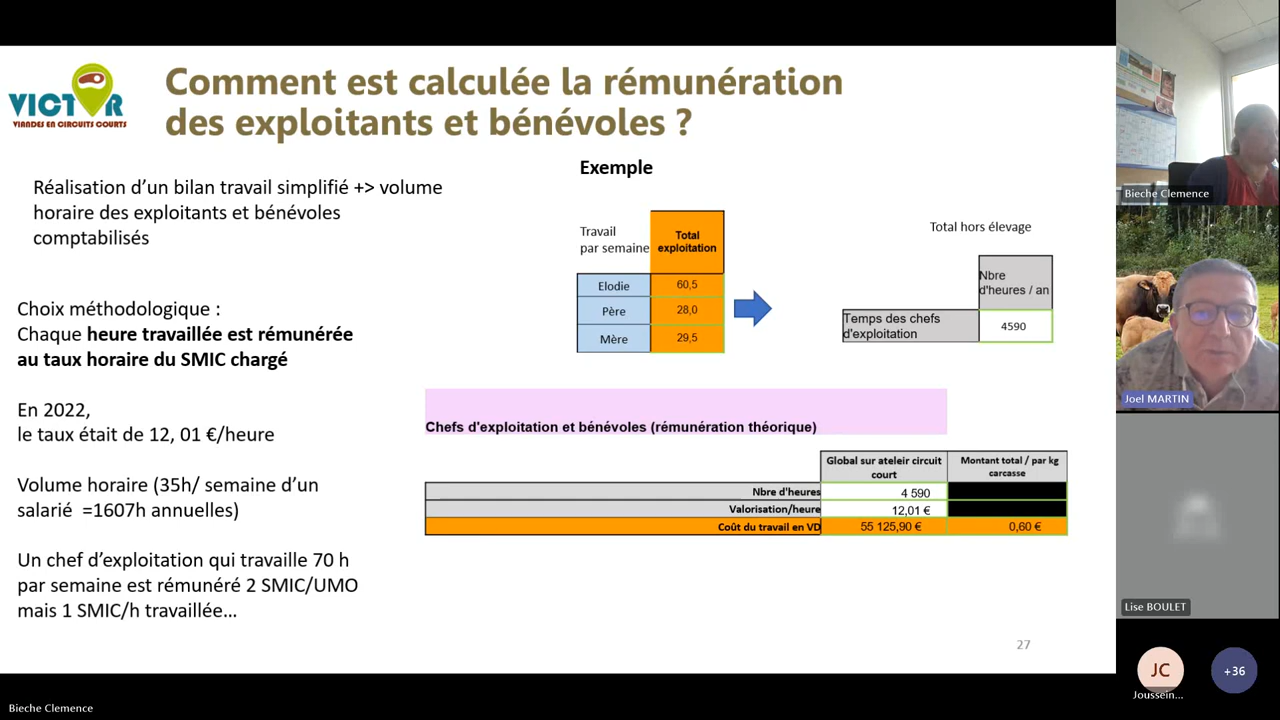 VICTOR
VIANDES EN CIRCUITS COURTS
Comment est calculée la rémunération
des exploitants et bénévoles ?
Réalisation d’un bilan travail simplifié +> volume
horaire des exploitants et bénévoles
comptabilisés
Choix méthodologique :
Chaque heure travaillée est rémunérée
au taux horaire du SMIC chargé
En 2022,
le taux était de 12, 01 €/heure
Volume horaire (35h/ semaine d’un
salarié =1607h annuelles)
Un chef d’exploitation qui travaille 70 h
par semaine est rémunéré 2 SMIC/UMO
mais 1 SMIC/h travaillée…
Exemple
Travail
par semaine
Total
exploitation
Elodie 60,5
Père 28,0
Mère 29,5
Total hors élevage
Nbre
d'heures / an
Temps des chefs
d'exploitation
4590
Chefs d'exploitation et bénévoles (rémunération théorique)
Global sur ateleir circuit
court
Montant total / par kg
carcasse
Nbre d'heures 4 590
Valorisation/heure 12,01 €
Coût du travail en VD 55 125,90 € 0,60 €
27
Bieche Clemence
Joel MARTIN
Lise BOULET
JC
Joussein...
+36
Bieche Clemence